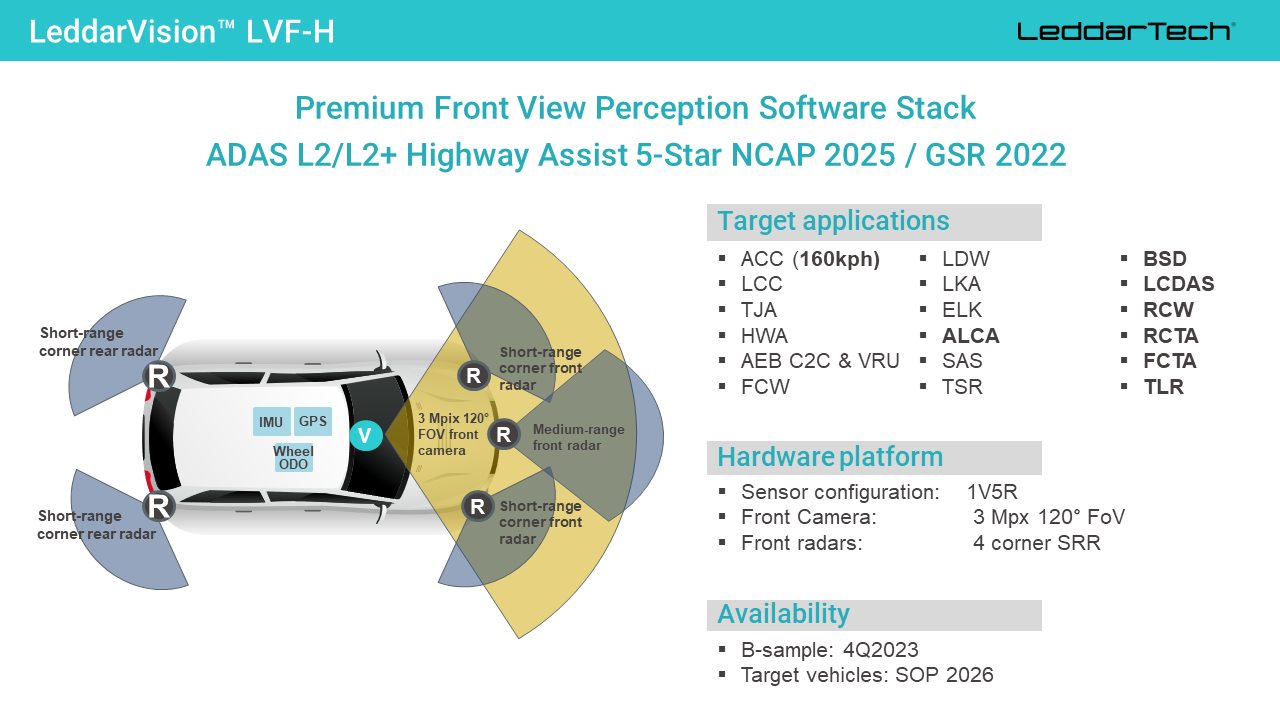 LeddarVision™ LVF-H
LeddarTech®
Premium Front View Perception Software Stack
ADAS L2/L2+ Highway Assist 5-Star NCAP 2025 / GSR 2022
Short-range
corner rear radar
R
IMU
GPS
Wheel
ODO
V
3 Mpix 120°
FOV front
camera
R
Short-range
corner front
radar
R
Medium-range
front radar
R
Short-range
corner front
radar
R
Short-range
corner rear radar
Target applications
▪ ACC (160kph)
▪ LCC
▪ TJA
▪ HWA
▪ AEB C2C & VRU
▪ FCW
▪ LDW
▪ LKA
▪ ELK
▪ ALCA
▪ SAS
▪ TSR
▪ BSD
▪ LCDAS
▪ RCW
▪ RCTA
▪ FCTA
▪ TLR
Hardware platform
▪ Sensor configuration: 1V5R
▪ Front Camera: 3 Mpx 120° FoV
▪ Front radars: 4 corner SRR
Availability
▪ B-sample: 4Q2023
▪ Target vehicles: SOP 2026